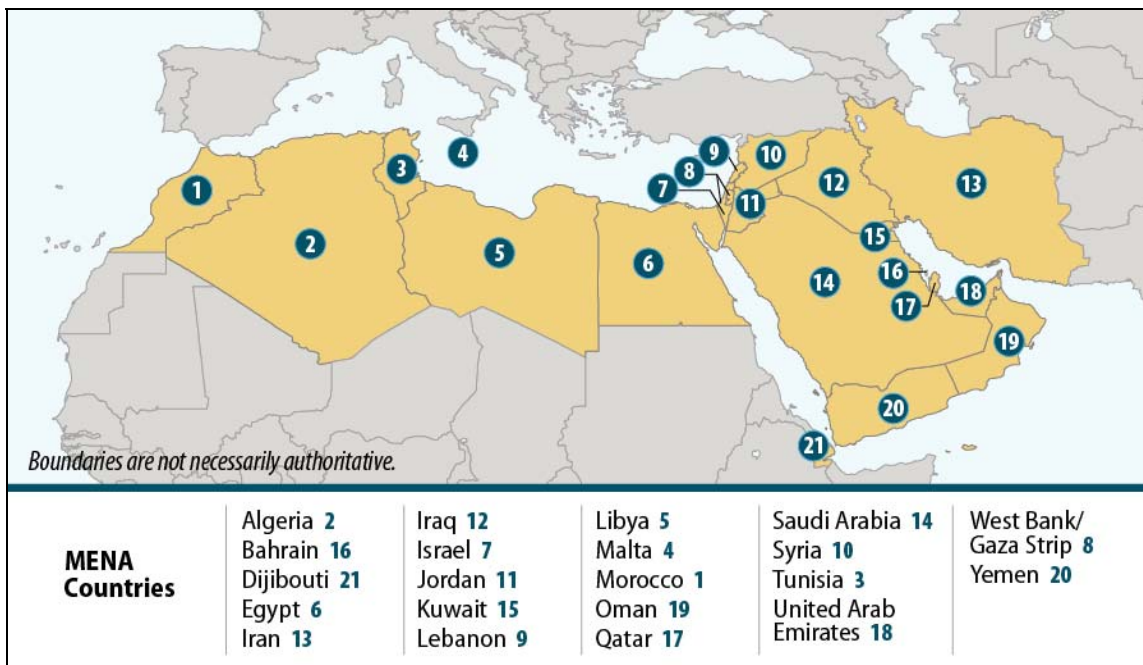 1
2
3
4
5
6
7
8
9
10
11
12
13
14
15
16
17
18
19
20
21
Boundaries are not necessarily authoritative.
MENA
Countries
Algeria 2
Bahrain 16
Dijibouti 21
Egypt 6
Iran 13
Iraq 12
Israel 7
Jordan 11
Kuwait 15
Lebanon 9
Libya 5
Malta 4
Morocco 1
Oman 19
Qatar 17
Saudi Arabia 14
Syria 10
Tunisia 3
United Arab
Emirates 18
West Bank/
Gaza Strip 8
Yemen 20